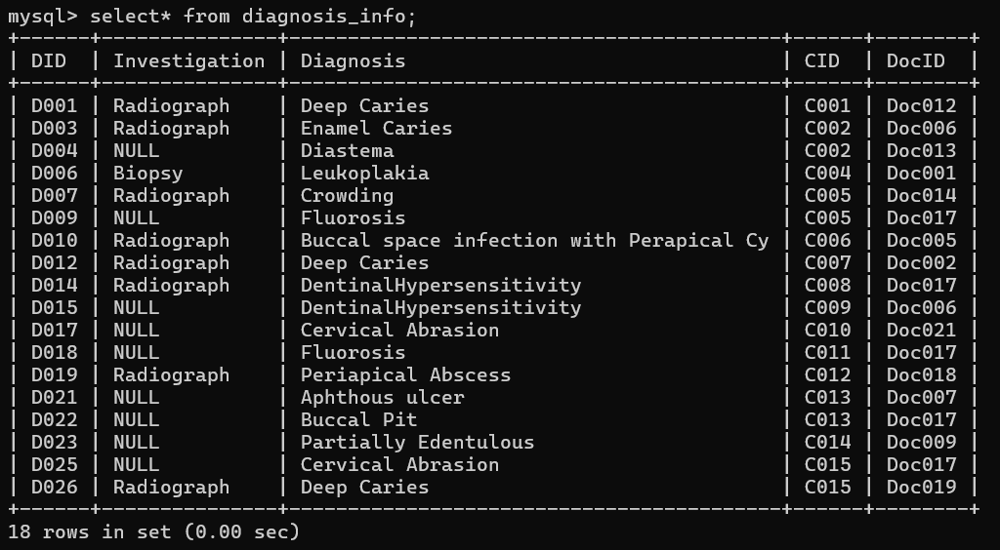 mysql> select* from diagnosis_info;
+------+---------------+------------------------------------------+------+--------+
| DID  | Investigation | Diagnosis                                | CID  | DocID  |
+------+---------------+------------------------------------------+------+--------+
| D001 | Radiograph    | Deep Caries                              | C001 | Doc012 |
| D003 | Radiograph    | Enamel Caries                            | C002 | Doc006 |
| D004 | NULL          | Diastema                                 | C002 | Doc013 |
| D006 | Biopsy        | Leukoplakia                              | C004 | Doc001 |
| D007 | Radiograph    | Crowding                                 | C005 | Doc014 |
| D009 | NULL          | Fluorosis                                | C005 | Doc017 |
| D010 | Radiograph    | Buccal space infection with Perapical Cy | C006 | Doc005 |
| D012 | Radiograph    | Deep Caries                              | C007 | Doc002 |
| D014 | Radiograph    | DentinalHypersensitivity                 | C008 | Doc017 |
| D015 | NULL          | DentinalHypersensitivity                 | C009 | Doc006 |
| D017 | NULL          | Cervical Abrasion                        | C010 | Doc021 |
| D018 | NULL          | Fluorosis                                | C011 | Doc017 |
| D019 | Radiograph    | Periapical Abscess                       | C012 | Doc018 |
| D021 | NULL          | Aphthous ulcer                           | C013 | Doc007 |
| D022 | NULL          | Buccal Pit                               | C013 | Doc017 |
| D023 | NULL          | Partially Edentulous                     | C014 | Doc009 |
| D025 | NULL          | Cervical Abrasion                        | C015 | Doc017 |
| D026 | Radiograph    | Deep Caries                              | C015 | Doc019 |
+------+---------------+------------------------------------------+------+--------+
18 rows in set (0.00 sec)